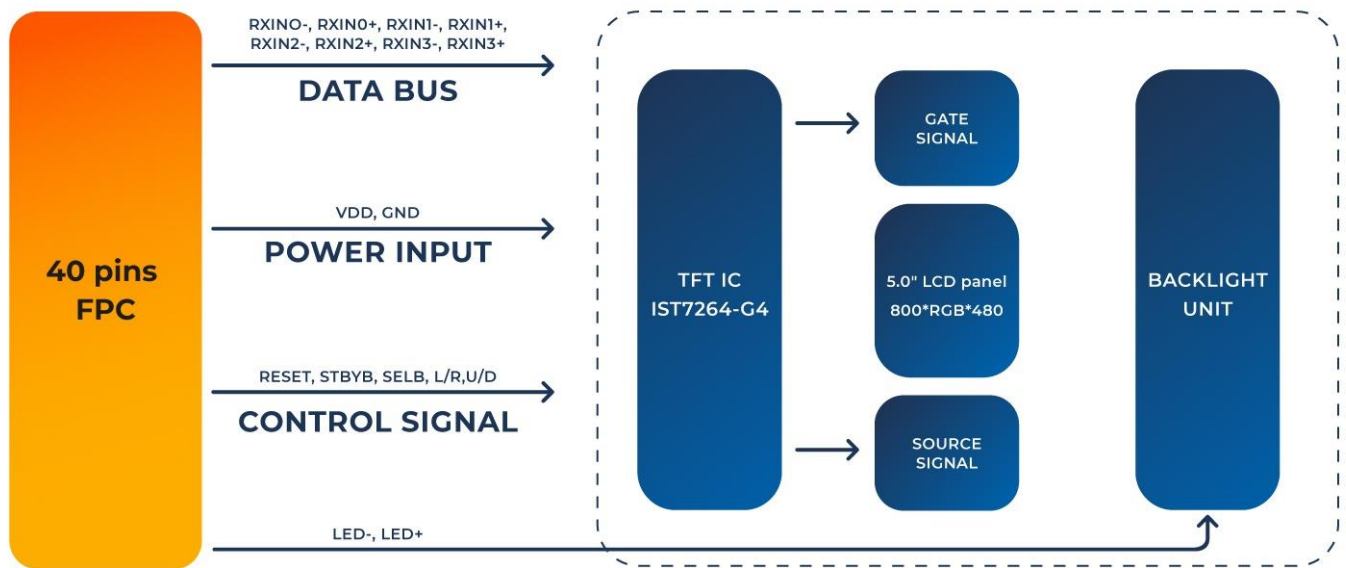 RXINO-, RXIN0+, RXIN1-, RXIN1+,
RXIN2-, RXIN2+, RXIN3-, RXIN3+
DATA BUS
VDD, GND
POWER INPUT
40 pins
FPC
RESET, STBYB, SELB, L/R,U/D
CONTROL SIGNAL
LED-, LED+
TFT IC
IST7264-G4
GATE
SIGNAL
5.0" LCD panel
800*RGB*480
SOURCE
SIGNAL
BACKLIGHT
UNIT